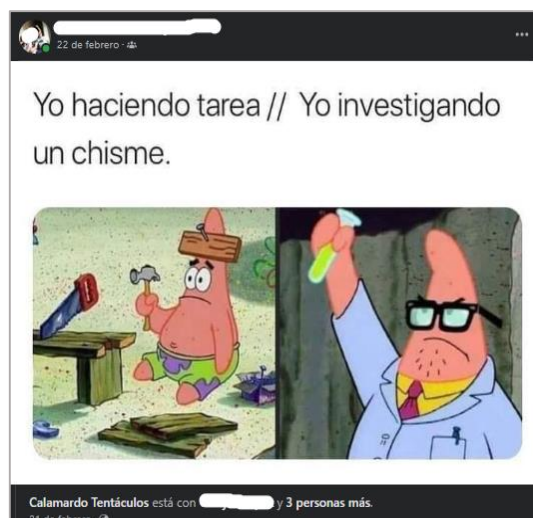 22 de febrero ·
Yo haciendo tarea // Yo investigando
un chisme.
Calamardo Tentáculos está con
y 3 personas más.